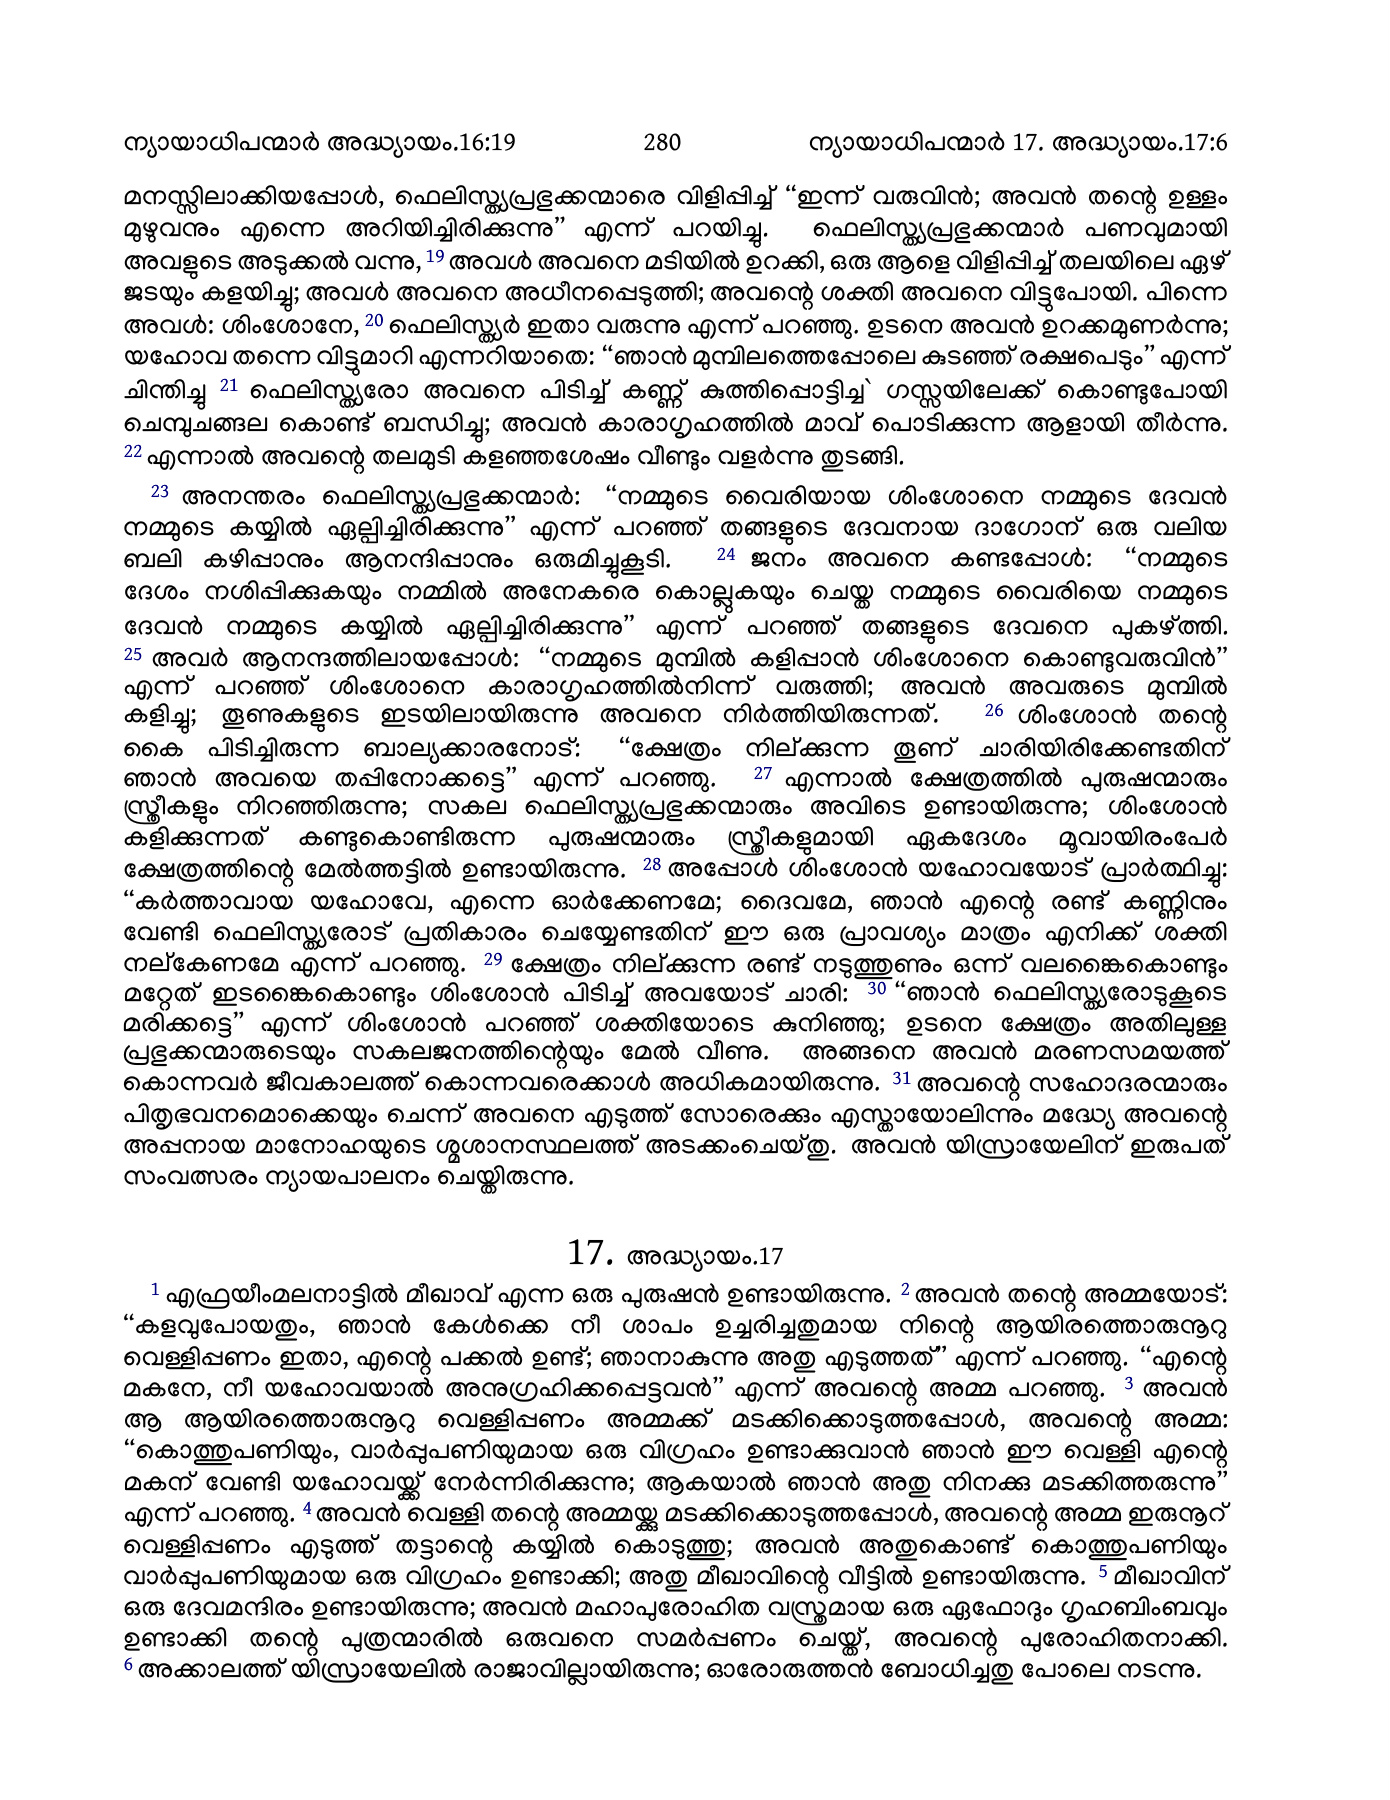 ന്യായാധിപന്മാർ അദ്ധ്യായം.16:19 280 ന്യായാധിപന്മാർ 17. അദ്ധ്യായം.17:6
മനസ്സിലാക്കിയപ്പോൾ, ഫെലിസ്ത്യപ്രഭുക്കന്മാരെ വിളിപ്പിച്ച് “ഇന്ന് വരുവിൻ; അവൻ തന്റെ ഉള്ളം
മുഴുവനും എന്നെ അറിയിച്ചിരിക്കുന്നു” എന്ന് പറയിച്ചു. ഫെലിസ്ത്യപ്രഭുക്കന്മാർ പണവുമായി
അവളുടെ അടുക്കൽ വന്നു, 19 അവൾ അവനെ മടിയിൽ ഉറക്കി, ഒരു ആളെ വിളിപ്പിച്ച് തലയിലെ ഏഴ്
ജടയും കളയിച്ചു; അവൾ അവനെ അധീനപ്പെടുത്തി; അവന്റെ ശക്തി അവനെ വിട്ടുപോയി. പിന്നെ
അവൾ: ശിംശോനേ, 20 ഫെലിസ്ത്യർ ഇതാ വരുന്നു എന്ന് പറഞ്ഞു. ഉടനെ അവൻ ഉറക്കമുണർന്നു;
യഹോവ തന്നെ വിട്ടുമാറി എന്നറിയാതെ: “ഞാൻ മുമ്പിലത്തെപ്പോലെ കുടഞ്ഞ് രക്ഷപെടും” എന്ന്
ചിന്തിച്ചു 21 ഫെലിസ്ത്യരോ അവനെ പിടിച്ച് കണ്ണ് കുത്തിപ്പൊട്ടിച്ച` ഗസ്സയിലേക്ക് കൊണ്ടുപോയി
ചെമ്പുചങ്ങല കൊണ്ട് ബന്ധിച്ചു; അവൻ കാരാഗൃഹത്തിൽ മാവ് പൊടിക്കുന്ന ആളായി തീർന്നു.
22 എന്നാൽ അവന്റെ തലമുടി കളഞ്ഞശേഷം വീണ്ടും വളർന്നു തുടങ്ങി.
23 അനന്തരം ഫെലിസ്ത്യപ്രഭുക്കന്മാർ: “നമ്മുടെ വൈരിയായ ശിംശോനെ നമ്മുടെ ദേവൻ
നമ്മുടെ കയ്യിൽ ഏല്പിച്ചിരിക്കുന്നു” എന്ന് പറഞ്ഞ് തങ്ങളുടെ ദേവനായ ദാഗോന് ഒരു വലിയ
ബലി കഴിപ്പാനും ആനന്ദിപ്പാനും ഒരുമിച്ചുകൂടി. 24 ജനം അവനെ കണ്ടപ്പോൾ: “നമ്മുടെ
ദേശം നശിപ്പിക്കുകയും നമ്മിൽ അനേകരെ കൊല്ലുകയും ചെയ്ത നമ്മുടെ വൈരിയെ നമ്മുടെ
ദേവൻ നമ്മുടെ കയ്യിൽ ഏല്പിച്ചിരിക്കുന്നു” എന്ന് പറഞ്ഞ് തങ്ങളുടെ ദേവനെ പുകഴ്ത്തി.
25 അവർ ആനന്ദത്തിലായപ്പോൾ: “നമ്മുടെ മുമ്പിൽ കളിപ്പാൻ ശിംശോനെ കൊണ്ടുവരുവിൻ”
എന്ന് പറഞ്ഞ് ശിംശോനെ കാരാഗൃഹത്തിൽനിന്ന് വരുത്തി; അവൻ അവരുടെ മുമ്പിൽ
കളിച്ചു; തൂണുകളുടെ ഇടയിലായിരുന്നു അവനെ നിർത്തിയിരുന്നത്. 26 ശിംശോൻ തന്റെ
കൈ പിടിച്ചിരുന്ന ബാല്യക്കാരനോട്: “ക്ഷേത്രം നില്ക്കുന്ന തൂണ് ചാരിയിരിക്കേണ്ടതിന്
ഞാൻ അവയെ തപ്പിനോക്കട്ടെ” എന്ന് പറഞ്ഞു. 27 എന്നാൽ ക്ഷേത്രത്തിൽ പുരുഷന്മാരും
സ്ത്രീകളും നിറഞ്ഞിരുന്നു; സകല ഫെലിസ്ത്യപ്രഭുക്കന്മാരും അവിടെ ഉണ്ടായിരുന്നു; ശിംശോൻ
കളിക്കുന്നത് കണ്ടുകൊണ്ടിരുന്ന പുരുഷന്മാരും സ്ത്രീകളുമായി ഏകദേശം മൂവായിരംപേർ
ക്ഷേത്രത്തിന്റെ മേൽത്തട്ടിൽ ഉണ്ടായിരുന്നു. 28 അപ്പോൾ ശിംശോൻ യഹോവയോട് പ്രാർത്ഥിച്ചു:
“കർത്താവായ യഹോവേ, എന്നെ ഓർക്കേണമേ; ദൈവമേ, ഞാൻ എന്റെ രണ്ട് കണ്ണിനും
വേണ്ടി ഫെലിസ്ത്യരോട് പ്രതികാരം ചെയ്യേണ്ടതിന് ഈ ഒരു പ്രാവശ്യം മാത്രം എനിക്ക് ശക്തി
നല്കേണമേ എന്ന് പറഞ്ഞു. 29 ക്ഷേത്രം നില്ക്കുന്ന രണ്ട് നടുത്തുണും ഒന്ന് വലങ്കൈകൊണ്ടും
മറ്റേത് ഇടങ്കൈകൊണ്ടും ശിംശോൻ പിടിച്ച് അവയോട് ചാരി: 30 “ഞാൻ ഫെലിസ്ത്യരോടുകൂടെ
മരിക്കട്ടെ” എന്ന് ശിംശോൻ പറഞ്ഞ് ശക്തിയോടെ കുനിഞ്ഞു; ഉടനെ ക്ഷേത്രം അതിലുള്ള
പ്രഭുക്കന്മാരുടെയും സകലജനത്തിന്റെയും മേൽ വീണു. അങ്ങനെ അവൻ മരണസമയത്ത്
കൊന്നവർ ജീവകാലത്ത് കൊന്നവരെക്കാൾ അധികമായിരുന്നു. 31 അവന്റെ സഹോദരന്മാരും
പിതൃഭവനമൊക്കെയും ചെന്ന് അവനെ എടുത്ത് സോരെക്കും എസ്തായോലിന്നും മദ്ധ്യേ അവന്റെ
അപ്പനായ മാനോഹയുടെ ശ്മശാനസ്ഥലത്ത് അടക്കംചെയ്തു. അവൻ യിസ്രായേലിന് ഇരുപത്
സംവത്സരം ന്യായപാലനം ചെയ്തിരുന്നു.
17. അദ്ധ്യായം.17
1 എഫ്രയീംമലനാട്ടിൽ മീഖാവ് എന്ന ഒരു പുരുഷൻ ഉണ്ടായിരുന്നു. 2 അവൻ തന്റെ അമ്മയോട്:
“കളവുപോയതും, ഞാൻ കേൾക്കെ നീ ശാപം ഉച്ചരിച്ചതുമായ നിന്റെ ആയിരത്തൊരുനൂറു
വെള്ളിപ്പണം ഇതാ, എന്റെ പക്കൽ ഉണ്ട്; ഞാനാകുന്നു അതു എടുത്തത്” എന്ന് പറഞ്ഞു. “എന്റെ
മകനേ, നീ യഹോവയാൽ അനുഗ്രഹിക്കപ്പെട്ടവൻ” എന്ന് അവന്റെ അമ്മ പറഞ്ഞു. 3 അവൻ
ആ ആയിരത്തൊരുനൂറു വെള്ളിപ്പണം അമ്മക്ക് മടക്കിക്കൊടുത്തപ്പോൾ, അവന്റെ അമ്മ:
“കൊത്തുപണിയും, വാർപ്പുപണിയുമായ ഒരു വിഗ്രഹം ഉണ്ടാക്കുവാൻ ഞാൻ ഈ വെള്ളി എന്റെ
മകന് വേണ്ടി യഹോവയ്ക്ക് നേർന്നിരിക്കുന്നു; ആകയാൽ ഞാൻ അതു നിനക്കു മടക്കിത്തരുന്നു”
എന്ന് പറഞ്ഞു. 4 അവൻ വെള്ളി തന്റെ അമ്മയ്ക്കു മടക്കിക്കൊടുത്തപ്പോൾ, അവന്റെ അമ്മ ഇരുനൂറ്
വെള്ളിപ്പണം എടുത്ത് തട്ടാന്റെ കയ്യിൽ കൊടുത്തു; അവൻ അതുകൊണ്ട് കൊത്തുപണിയും
വാർപ്പുപണിയുമായ ഒരു വിഗ്രഹം ഉണ്ടാക്കി; അതു മീഖാവിന്റെ വീട്ടിൽ ഉണ്ടായിരുന്നു. 5 മീഖാവിന്
ഒരു ദേവമന്ദിരം ഉണ്ടായിരുന്നു; അവൻ മഹാപുരോഹിത വസ്ത്രമായ ഒരു ഏഫോദും ഗൃഹബിംബവും
ഉണ്ടാക്കി തന്റെ പുത്രന്മാരിൽ ഒരുവനെ സമർപ്പണം ചെയ്ത്, അവന്റെ പുരോഹിതനാക്കി.
6 അക്കാലത്ത് യിസ്രായേലിൽ രാജാവില്ലായിരുന്നു; ഓരോരുത്തൻ ബോധിച്ചതു പോലെ നടന്നു.